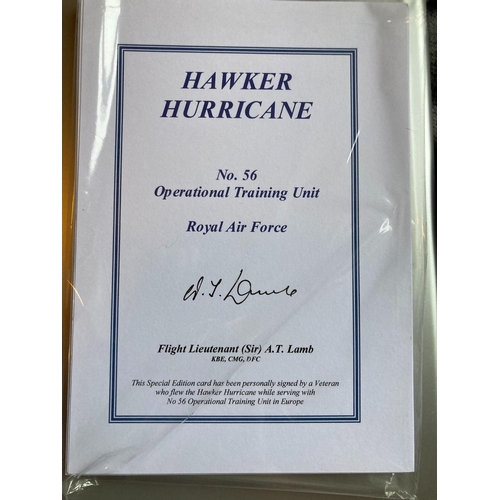 HAWKER
HURRICANE
No. 56
Operational Training Unit
Royal Air Force
A. T. Lamb
Flight Lieutenant (Sir) A.T. Lamb
KBE, CMG, DFC
This Special Edition card has been personally signed by a Veteran
who flew the Hawker Hurricane while serving with
No 56 Operational Training Unit in Europe